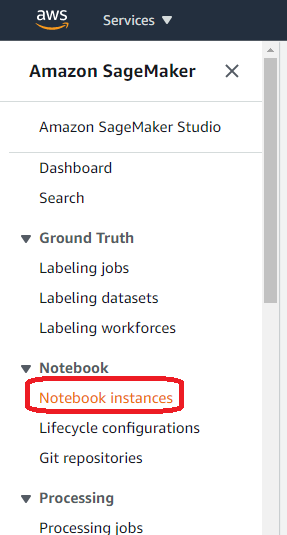 aws
Services
Amazon SageMaker
Amazon SageMaker Studio
Dashboard
Search
Ground Truth
Labeling jobs
Labeling datasets
Labeling workforces
Notebook
Notebook instances
Lifecycle configurations
Git repositories
Processing
Processing jobs